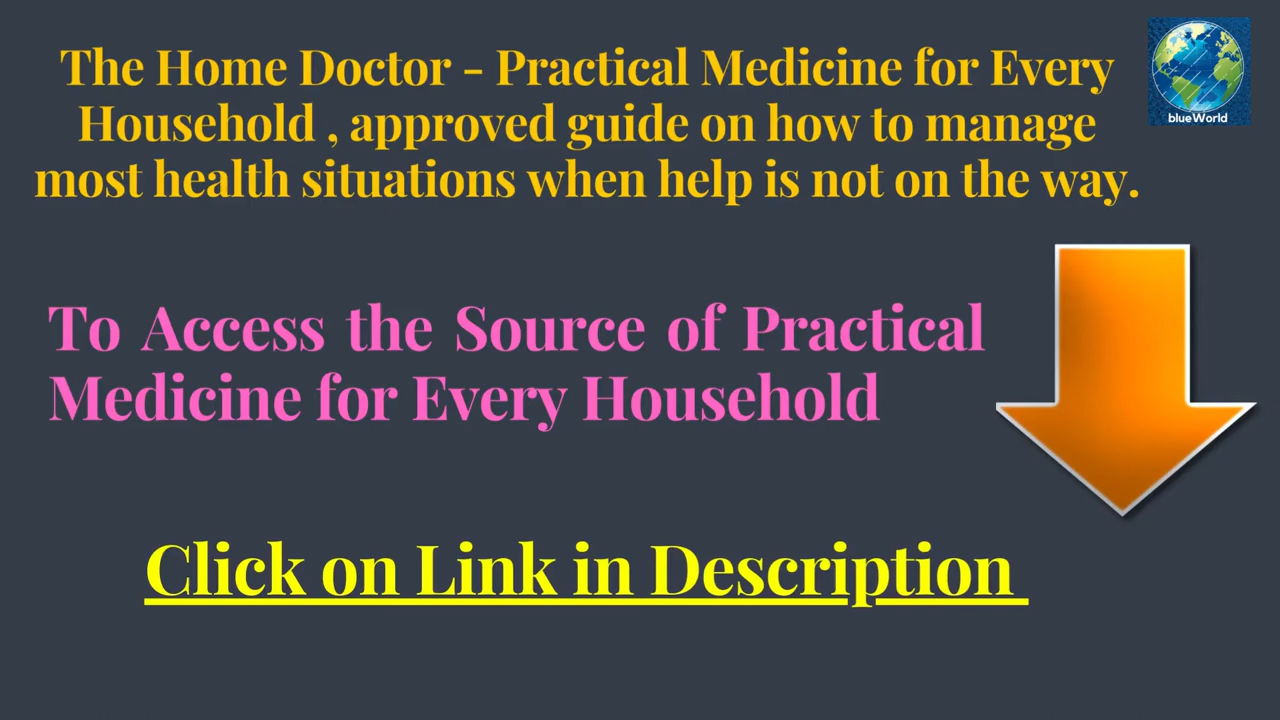 The Home Doctor - Practical Medicine for Every
Household , approved guide on how to manage
most health situations when help is not on the way.
blueWorld
To Access the Source of Practical
Medicine for Every Household
Click on Link in Description